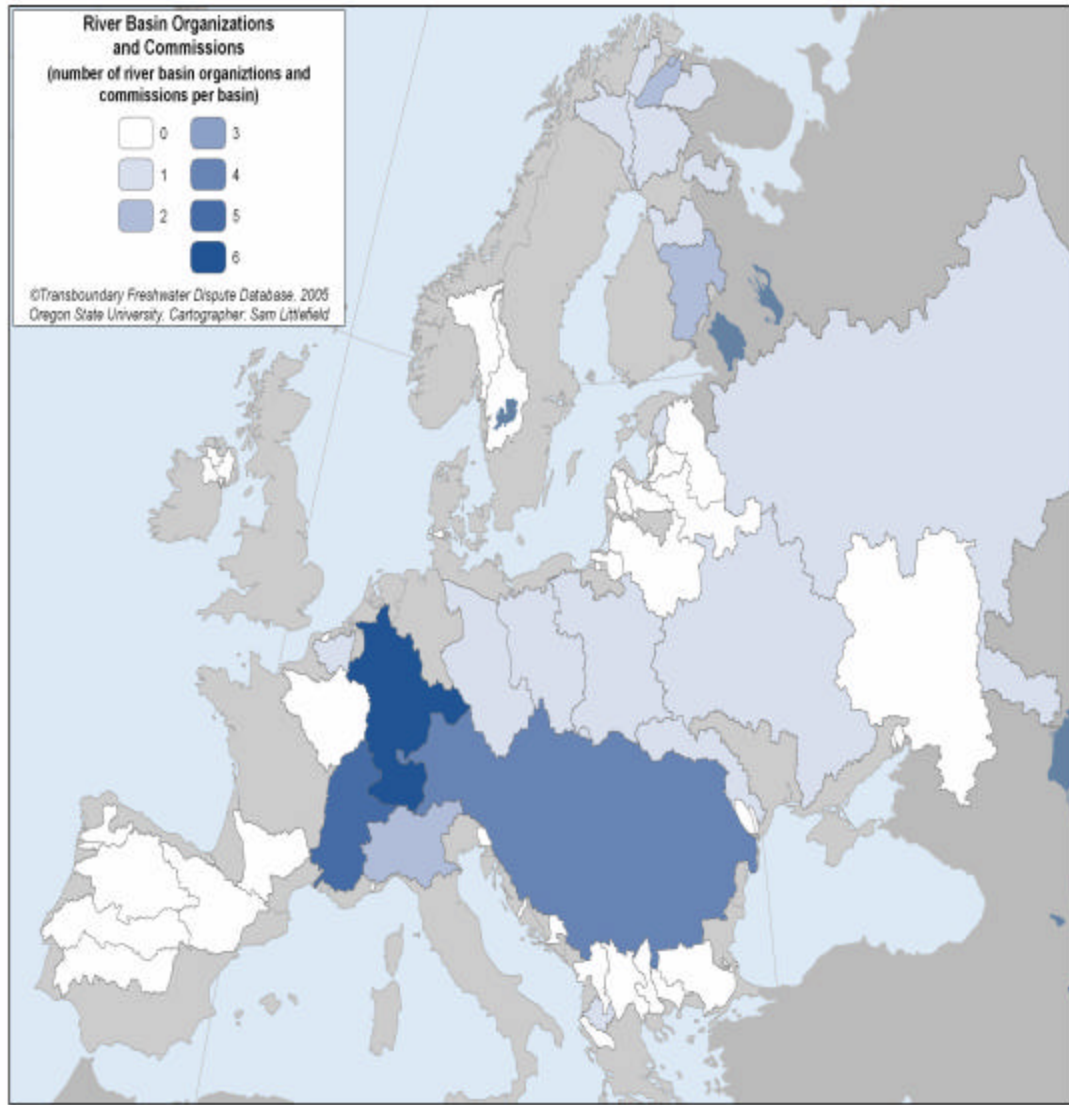 River Basin Organizations
and Commissions
(number of river basin organiztions and
commissions per basin)
0 3
1 4
2 5
6
©Transboundary Freshwater Dispute Database, 2005
Oregon State University, Cartographer: Sam Littlefield